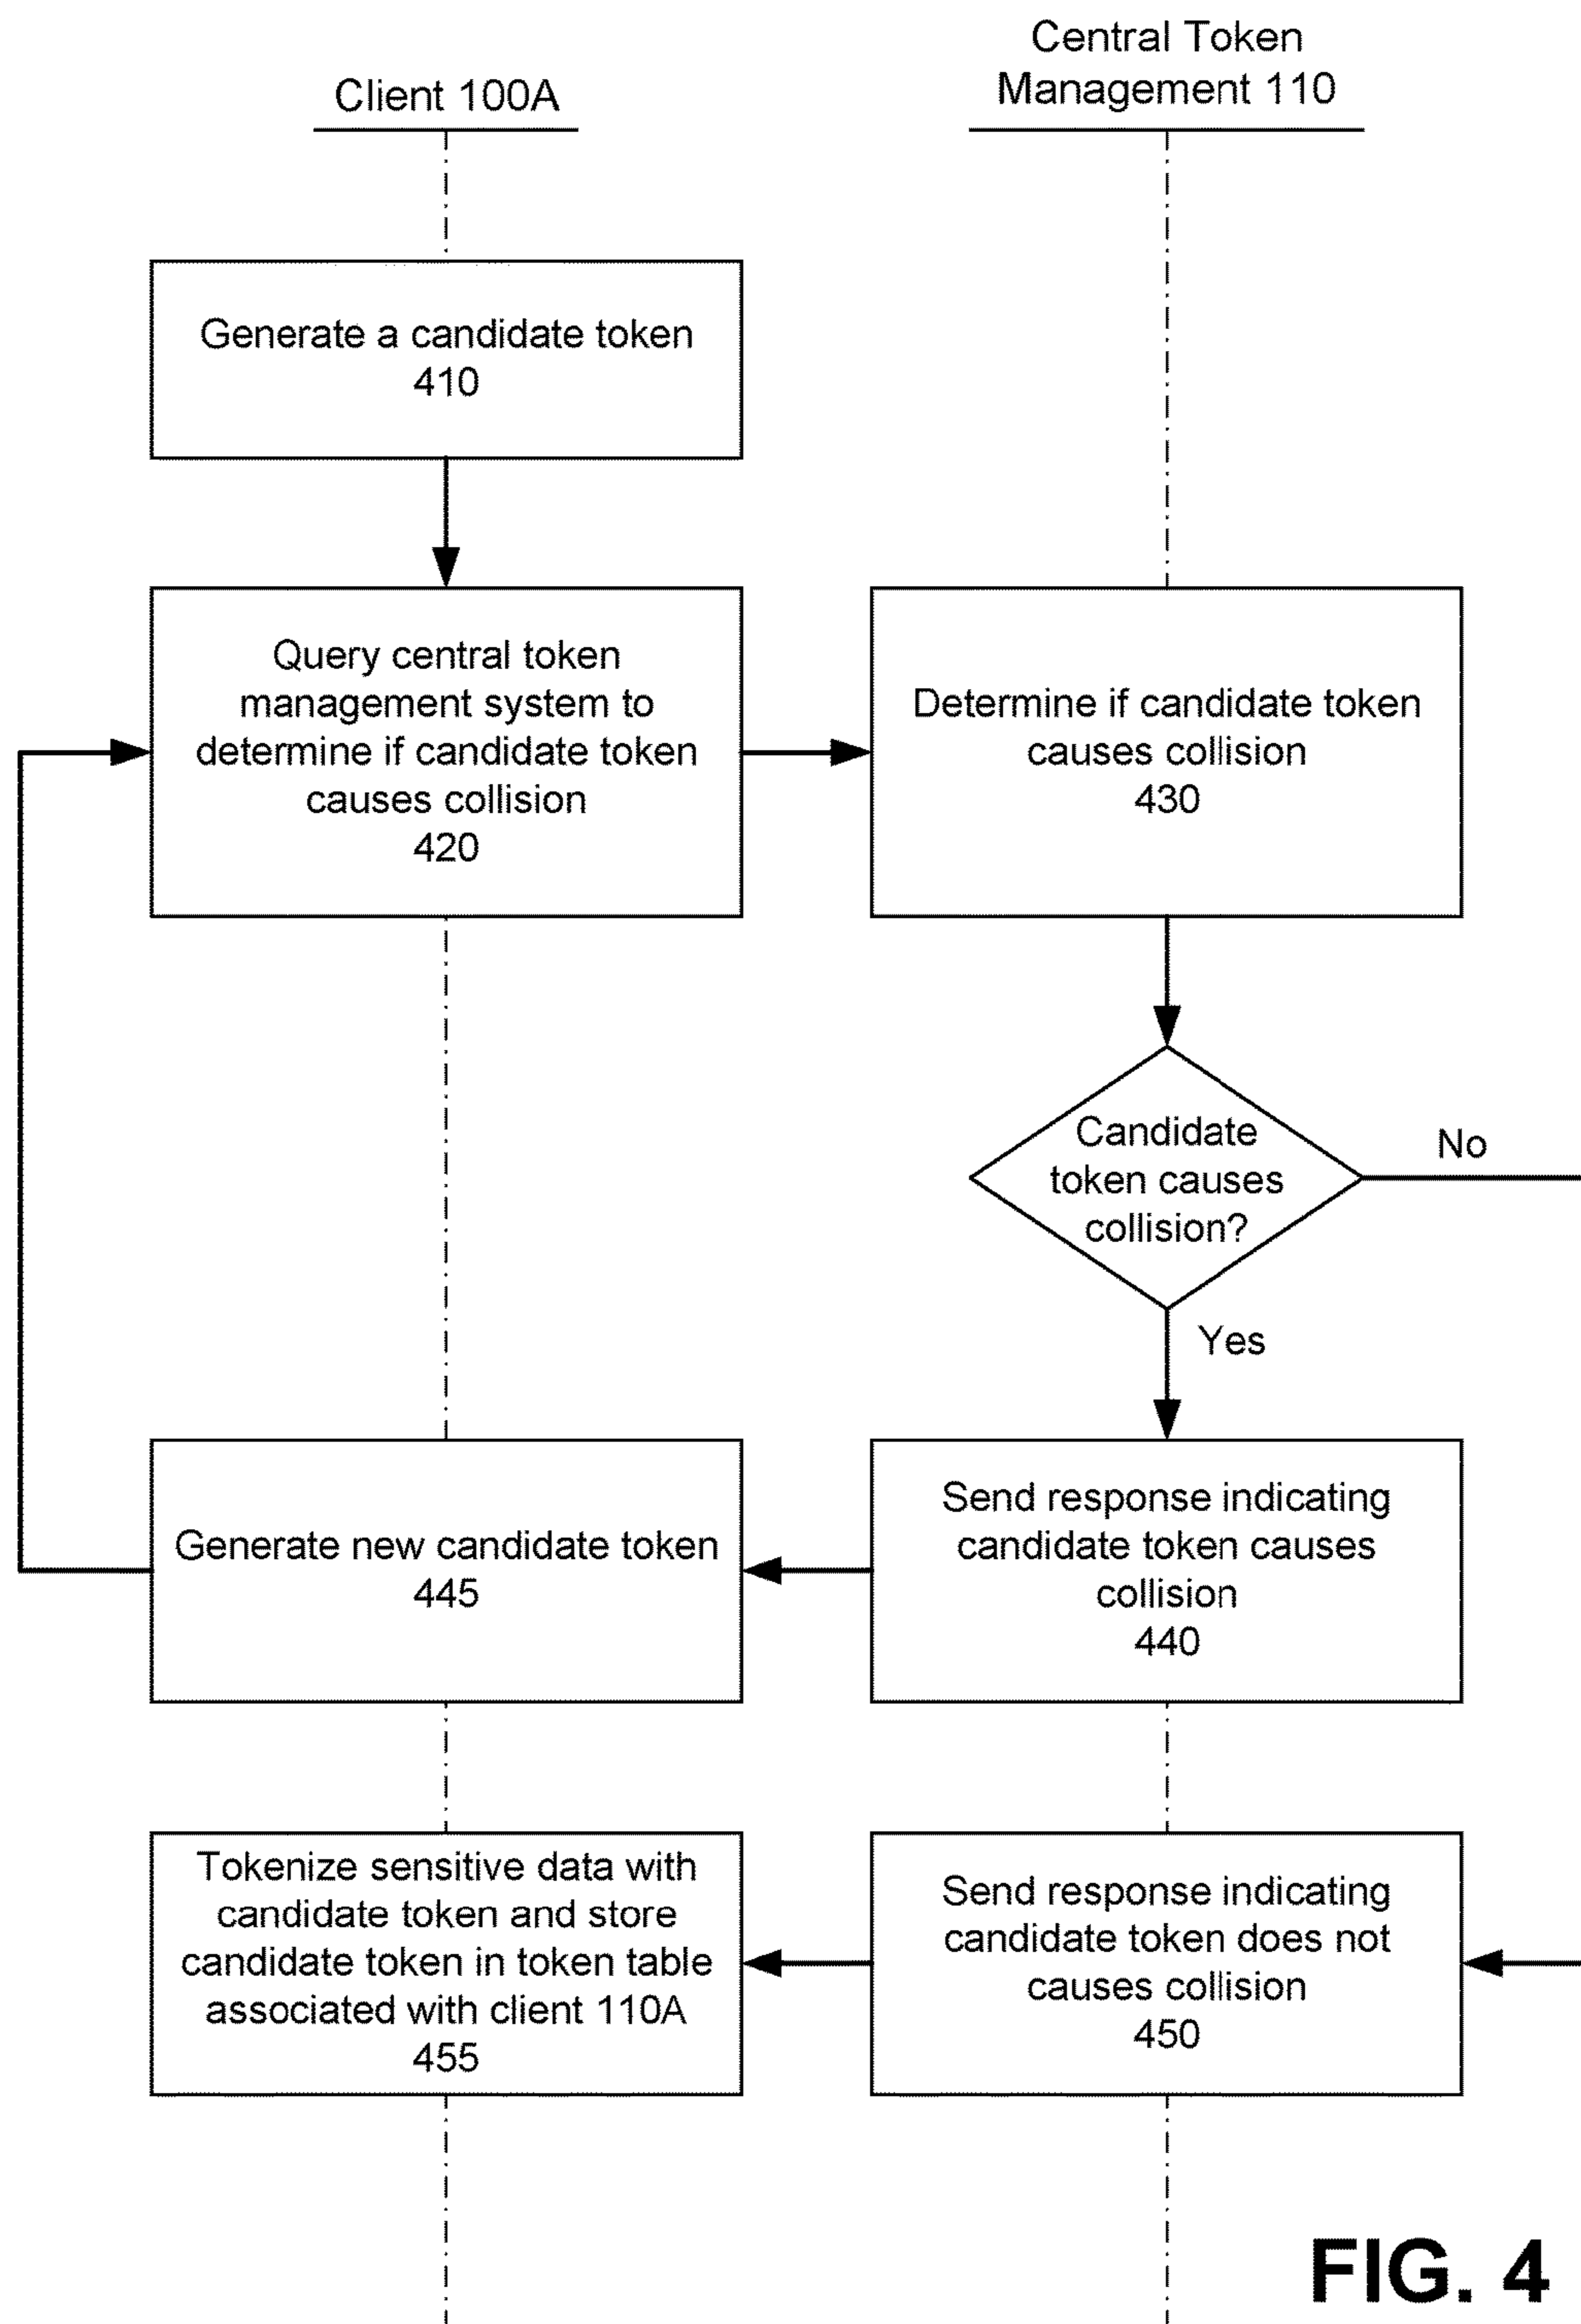 Client 100A
Central Token
Management 110
Generate a candidate token
410
Query central token
management system to
determine if candidate token
causes collision
420
Determine if candidate token
causes collision
430
Candidate
token causes
collision?
No
Yes
Send response indicating
candidate token causes
collision
440
Generate new candidate token
445
Send response indicating
candidate token does not
causes collision
450
Tokenize sensitive data with
candidate token and store
candidate token in token table
associated with client 110A
455
FIG. 4